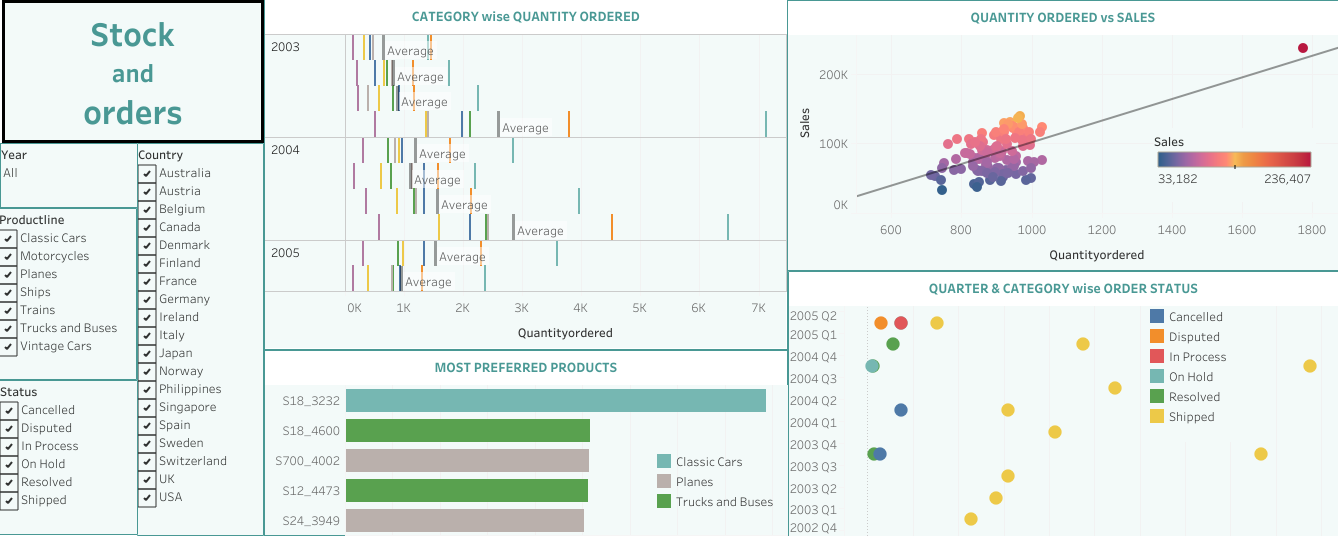 Stock
and
orders
Year
All
Productline
Classic Cars
Motorcycles
Planes
Ships
Trains
Trucks and Buses
Vintage Cars
Status
Cancelled
Disputed
In Process
On Hold
Resolved
Shipped
Country
Australia
Austria
Belgium
Canada
Denmark
Finland
France
Germany
Ireland
Italy
Japan
Norway
Philippines
Singapore
Spain
Sweden
Switzerland
UK
USA
CATEGORY wise QUANTITY ORDERED
2003
Average
Average
Average
Average
2004
Average
Average
Average
Average
2005
Average
Average
0K 1K 2K 3K 4K 5K 6K 7K
Quantityordered
MOST PREFERRED PRODUCTS
S18_3232
S18_4600
S700_4002
S12_4473
S24_3949
Classic Cars
Planes
Trucks and Buses
QUANTITY ORDERED vs SALES
Sales
200K
100K
0K
600 800 1000 1200 1400 1600 1800
Quantityordered
Sales
33,182 236,407
QUARTER & CATEGORY wise ORDER STATUS
2005 Q2
2005 Q1
2004 Q4
2004 Q3
2004 Q2
2004 Q1
2003 Q4
2003 Q3
2003 Q2
2003 Q1
2002 Q4
Cancelled
Disputed
In Process
On Hold
Resolved
Shipped